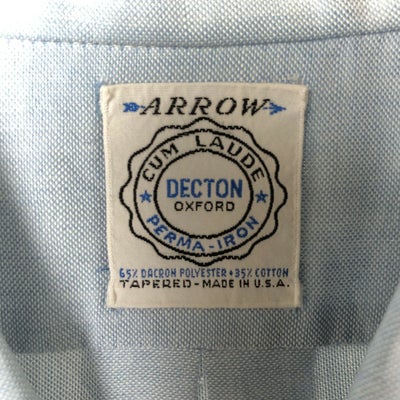 ARROW
CUM LAUDE
DECTON
OXFORD
PERMA-IRON
65% DACRON POLYESTER • 35% COTTON
TAPERED - MADE IN U.S.A.